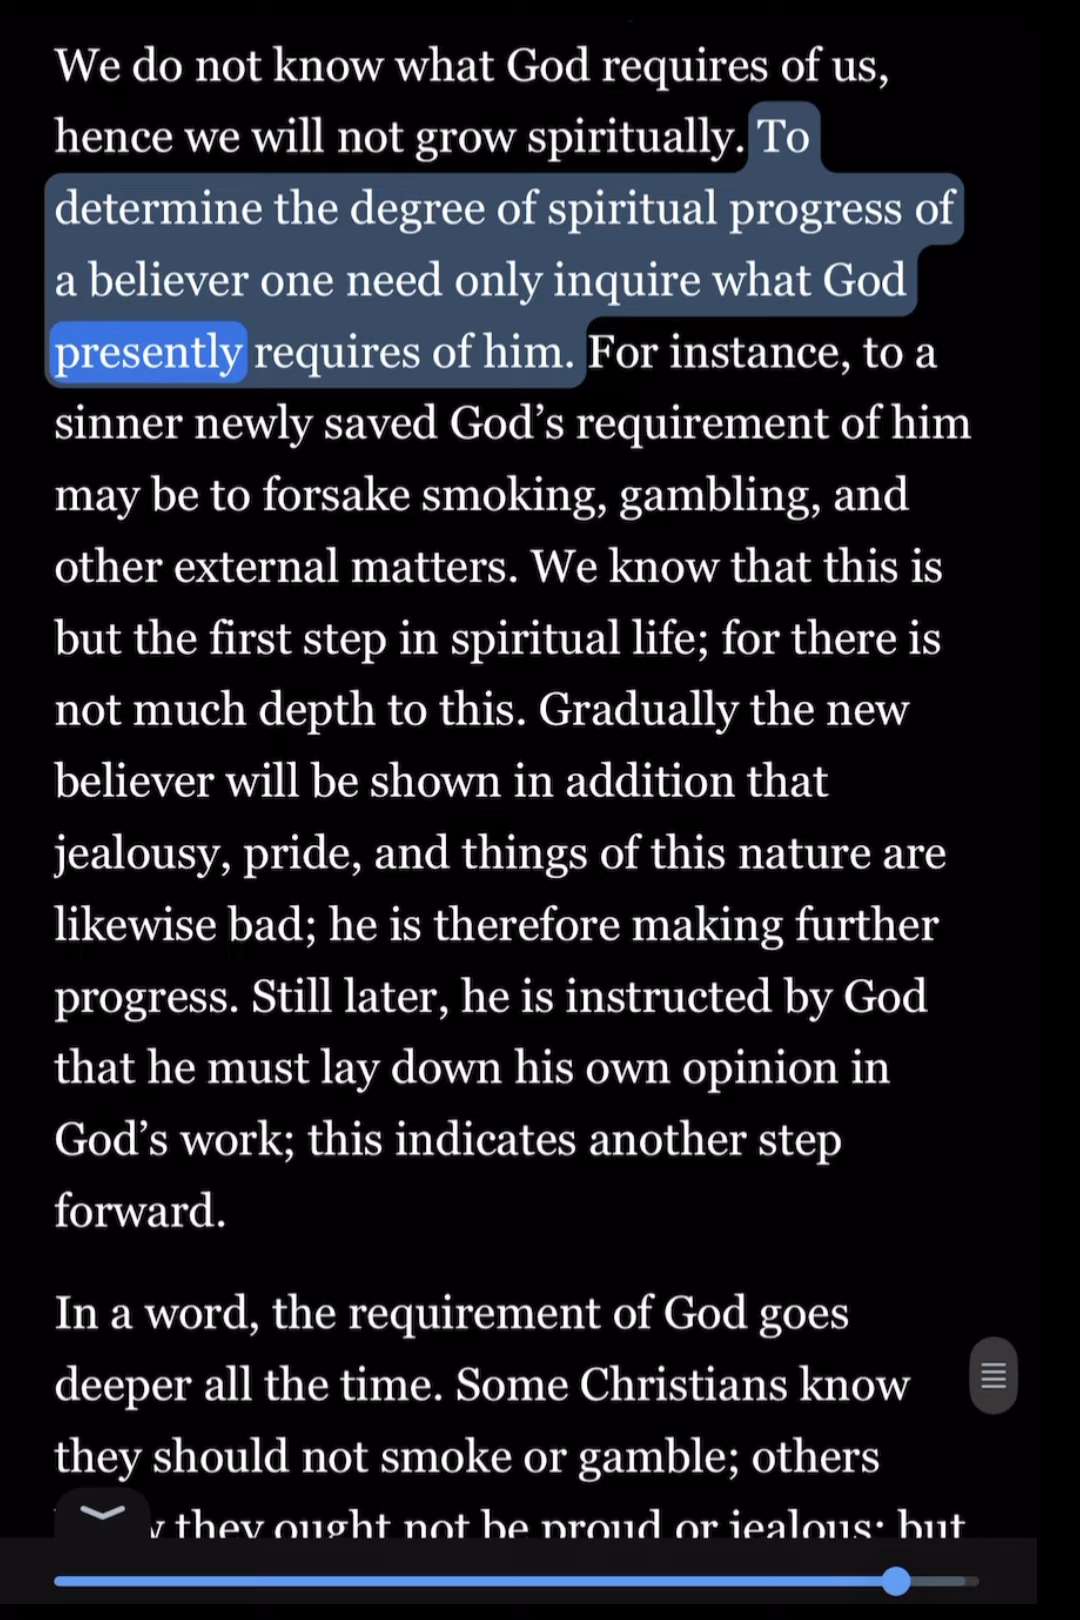 We do not know what God requires of us,
hence we will not grow spiritually. To
determine the degree of spiritual progress of
a believer one need only inquire what God
presently requires of him. For instance, to a
sinner newly saved God’s requirement of him
may be to forsake smoking, gambling, and
other external matters. We know that this is
but the first step in spiritual life; for there is
not much depth to this. Gradually the new
believer will be shown in addition that
jealousy, pride, and things of this nature are
likewise bad; he is therefore making further
progress. Still later, he is instructed by God
that he must lay down his own opinion in
God’s work; this indicates another step
forward.
In a word, the requirement of God goes
deeper all the time. Some Christians know
they should not smoke or gamble; others
they ought not be proud or jealous; but